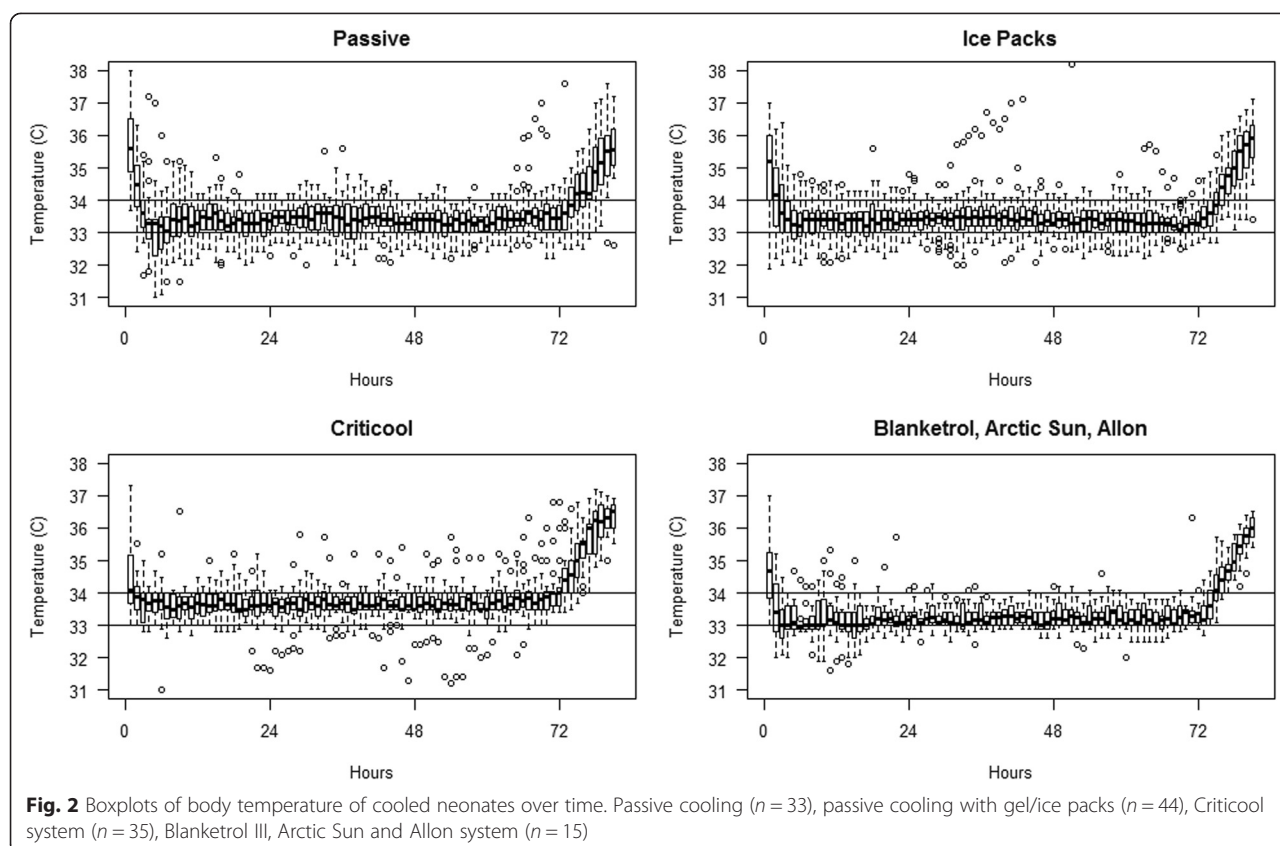 Passive
Temperature (C)
38
37
36
35
34
33
32
31
0 24 48 72
Hours
Ice Packs
Temperature (C)
38
37
36
35
34
33
32
31
0 24 48 72
Hours
Criticool
Temperature (C)
38
37
36
35
34
33
32
31
0 24 48 72
Hours
Blanketrol, Arctic Sun, Allon
Temperature (C)
38
37
36
35
34
33
32
31
0 24 48 72
Hours
Fig. 2 Boxplots of body temperature of cooled neonates over time. Passive cooling (n = 33), passive cooling with gel/ice packs (n = 44), Criticool
system (n = 35), Blanketrol III, Arctic Sun and Allon system (n = 15)